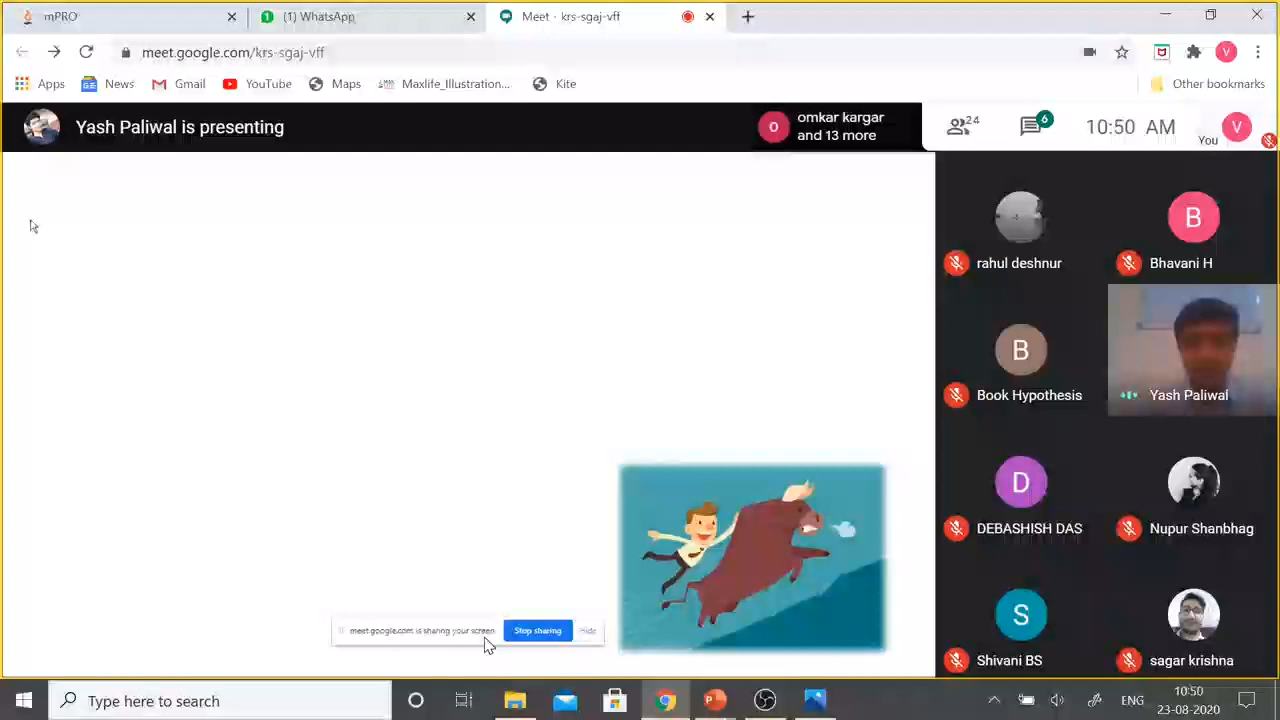 mPRO
(1) WhatsApp
Meet - krs-sgaj-vff
meet.google.com/krs-sgaj-vff
V
Apps
News
Gmail
YouTube
Maps
Maxlife_Illustration...
Kite
Other bookmarks
Yash Paliwal is presenting
O
omkar kargar
and 13 more
24
6
10:50 AM
You
V
rahul deshnur
B
Bhavani H
B
Book Hypothesis
Yash Paliwal
D
DEBASHISH DAS
Nupur Shanbhag
S
Shivani BS
sagar krishna
meet.google.com is sharing your screen
Stop sharing
Hide
Type here to search
ENG
10:50
23-08-2020